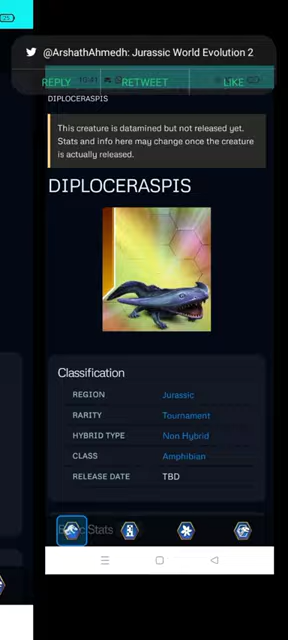 @ArshathAhmedh: Jurassic World Evolution 2
REPLY RETWEET LIKE
10:41
DIPLOCERASPIS
This creature is datamined but not released yet.
Stats and info here may change once the creature
is actually released.
DIPLOCERASPIS
Classification
REGION Jurassic
RARITY Tournament
HYBRID TYPE Non Hybrid
CLASS Amphibian
RELEASE DATE TBD
Stats